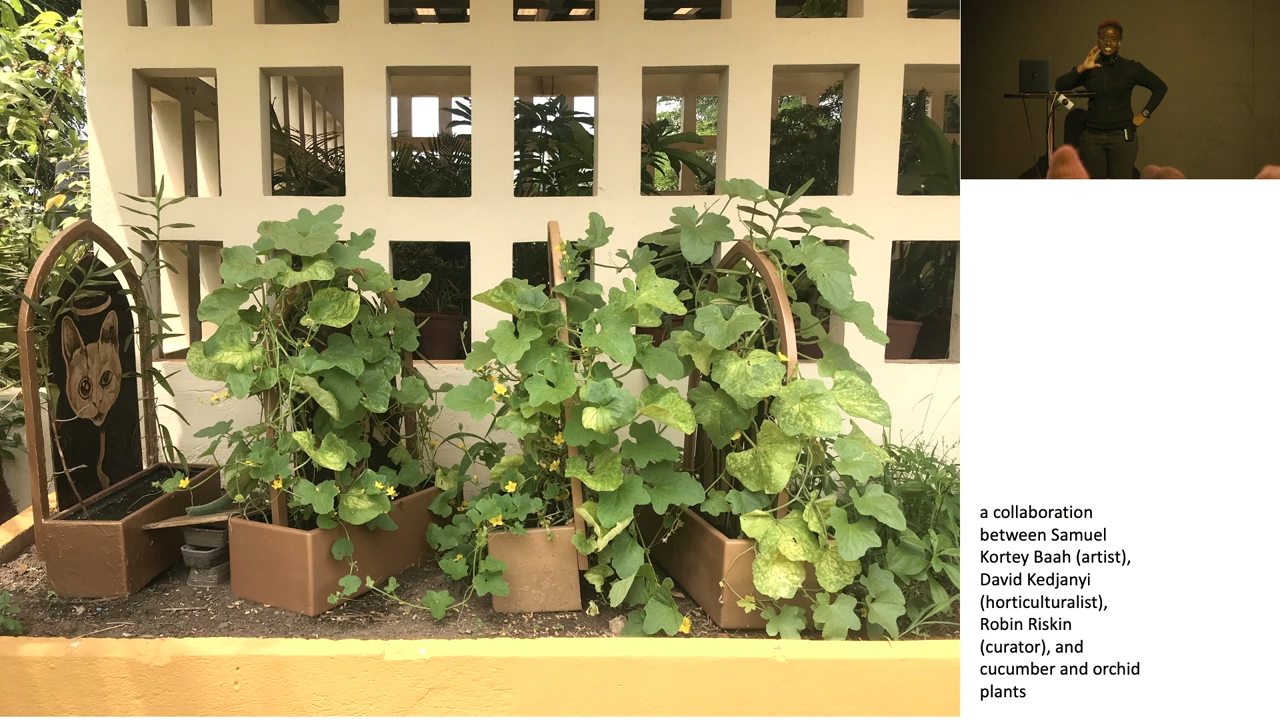 a collaboration
between Samuel
Kortey Baah (artist),
David Kedjanyi
(horticulturalist),
Robin Riskin
(curator), and
cucumber and orchid
plants